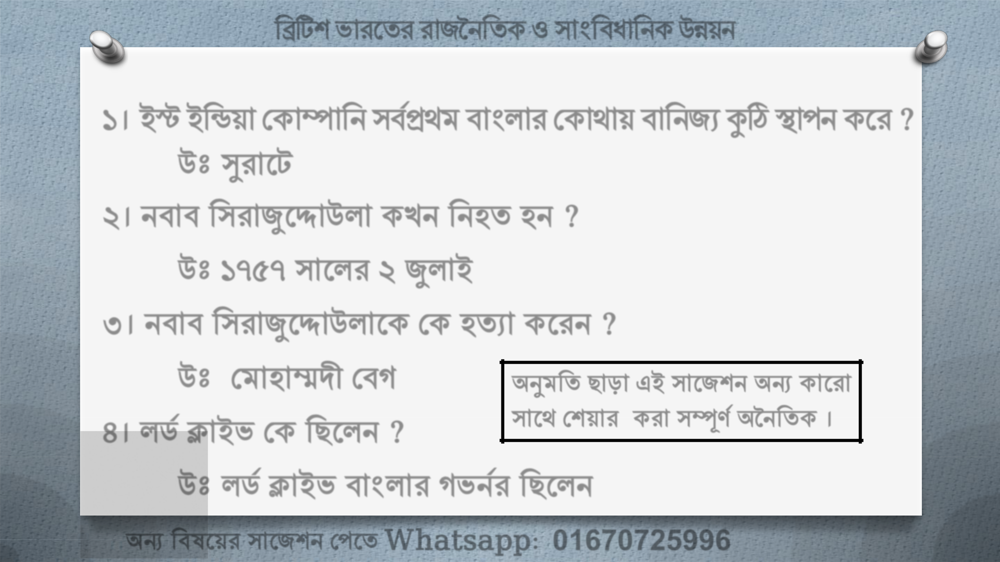 ব্রিটিশ ভারতের রাজনৈতিক ও সাংবিধানিক উন্নয়ন
১। ইস্ট ইন্ডিয়া কোম্পানি সর্বপ্রথম বাংলার কোথায় বানিজ্য কুঠি স্থাপন করে ?
উঃ সুরাটে
২। নবাব সিরাজুদ্দোউলা কখন নিহত হন ?
উঃ ১৭৫৭ সালের ২ জুলাই
৩। নবাব সিরাজুদ্দোউলাকে কে হত্যা করেন ?
উঃ মোহাম্মদী বেগ
অনুমতি ছাড়া এই সাজেশন অন্য কারো
সাথে শেয়ার করা সম্পূর্ণ অনৈতিক ।
৪। লর্ড ক্লাইভ কে ছিলেন ?
উঃ লর্ড ক্লাইভ বাংলার গভর্নর ছিলেন
অন্য বিষয়ের সাজেশন পেতে Whatsapp: 01670725996